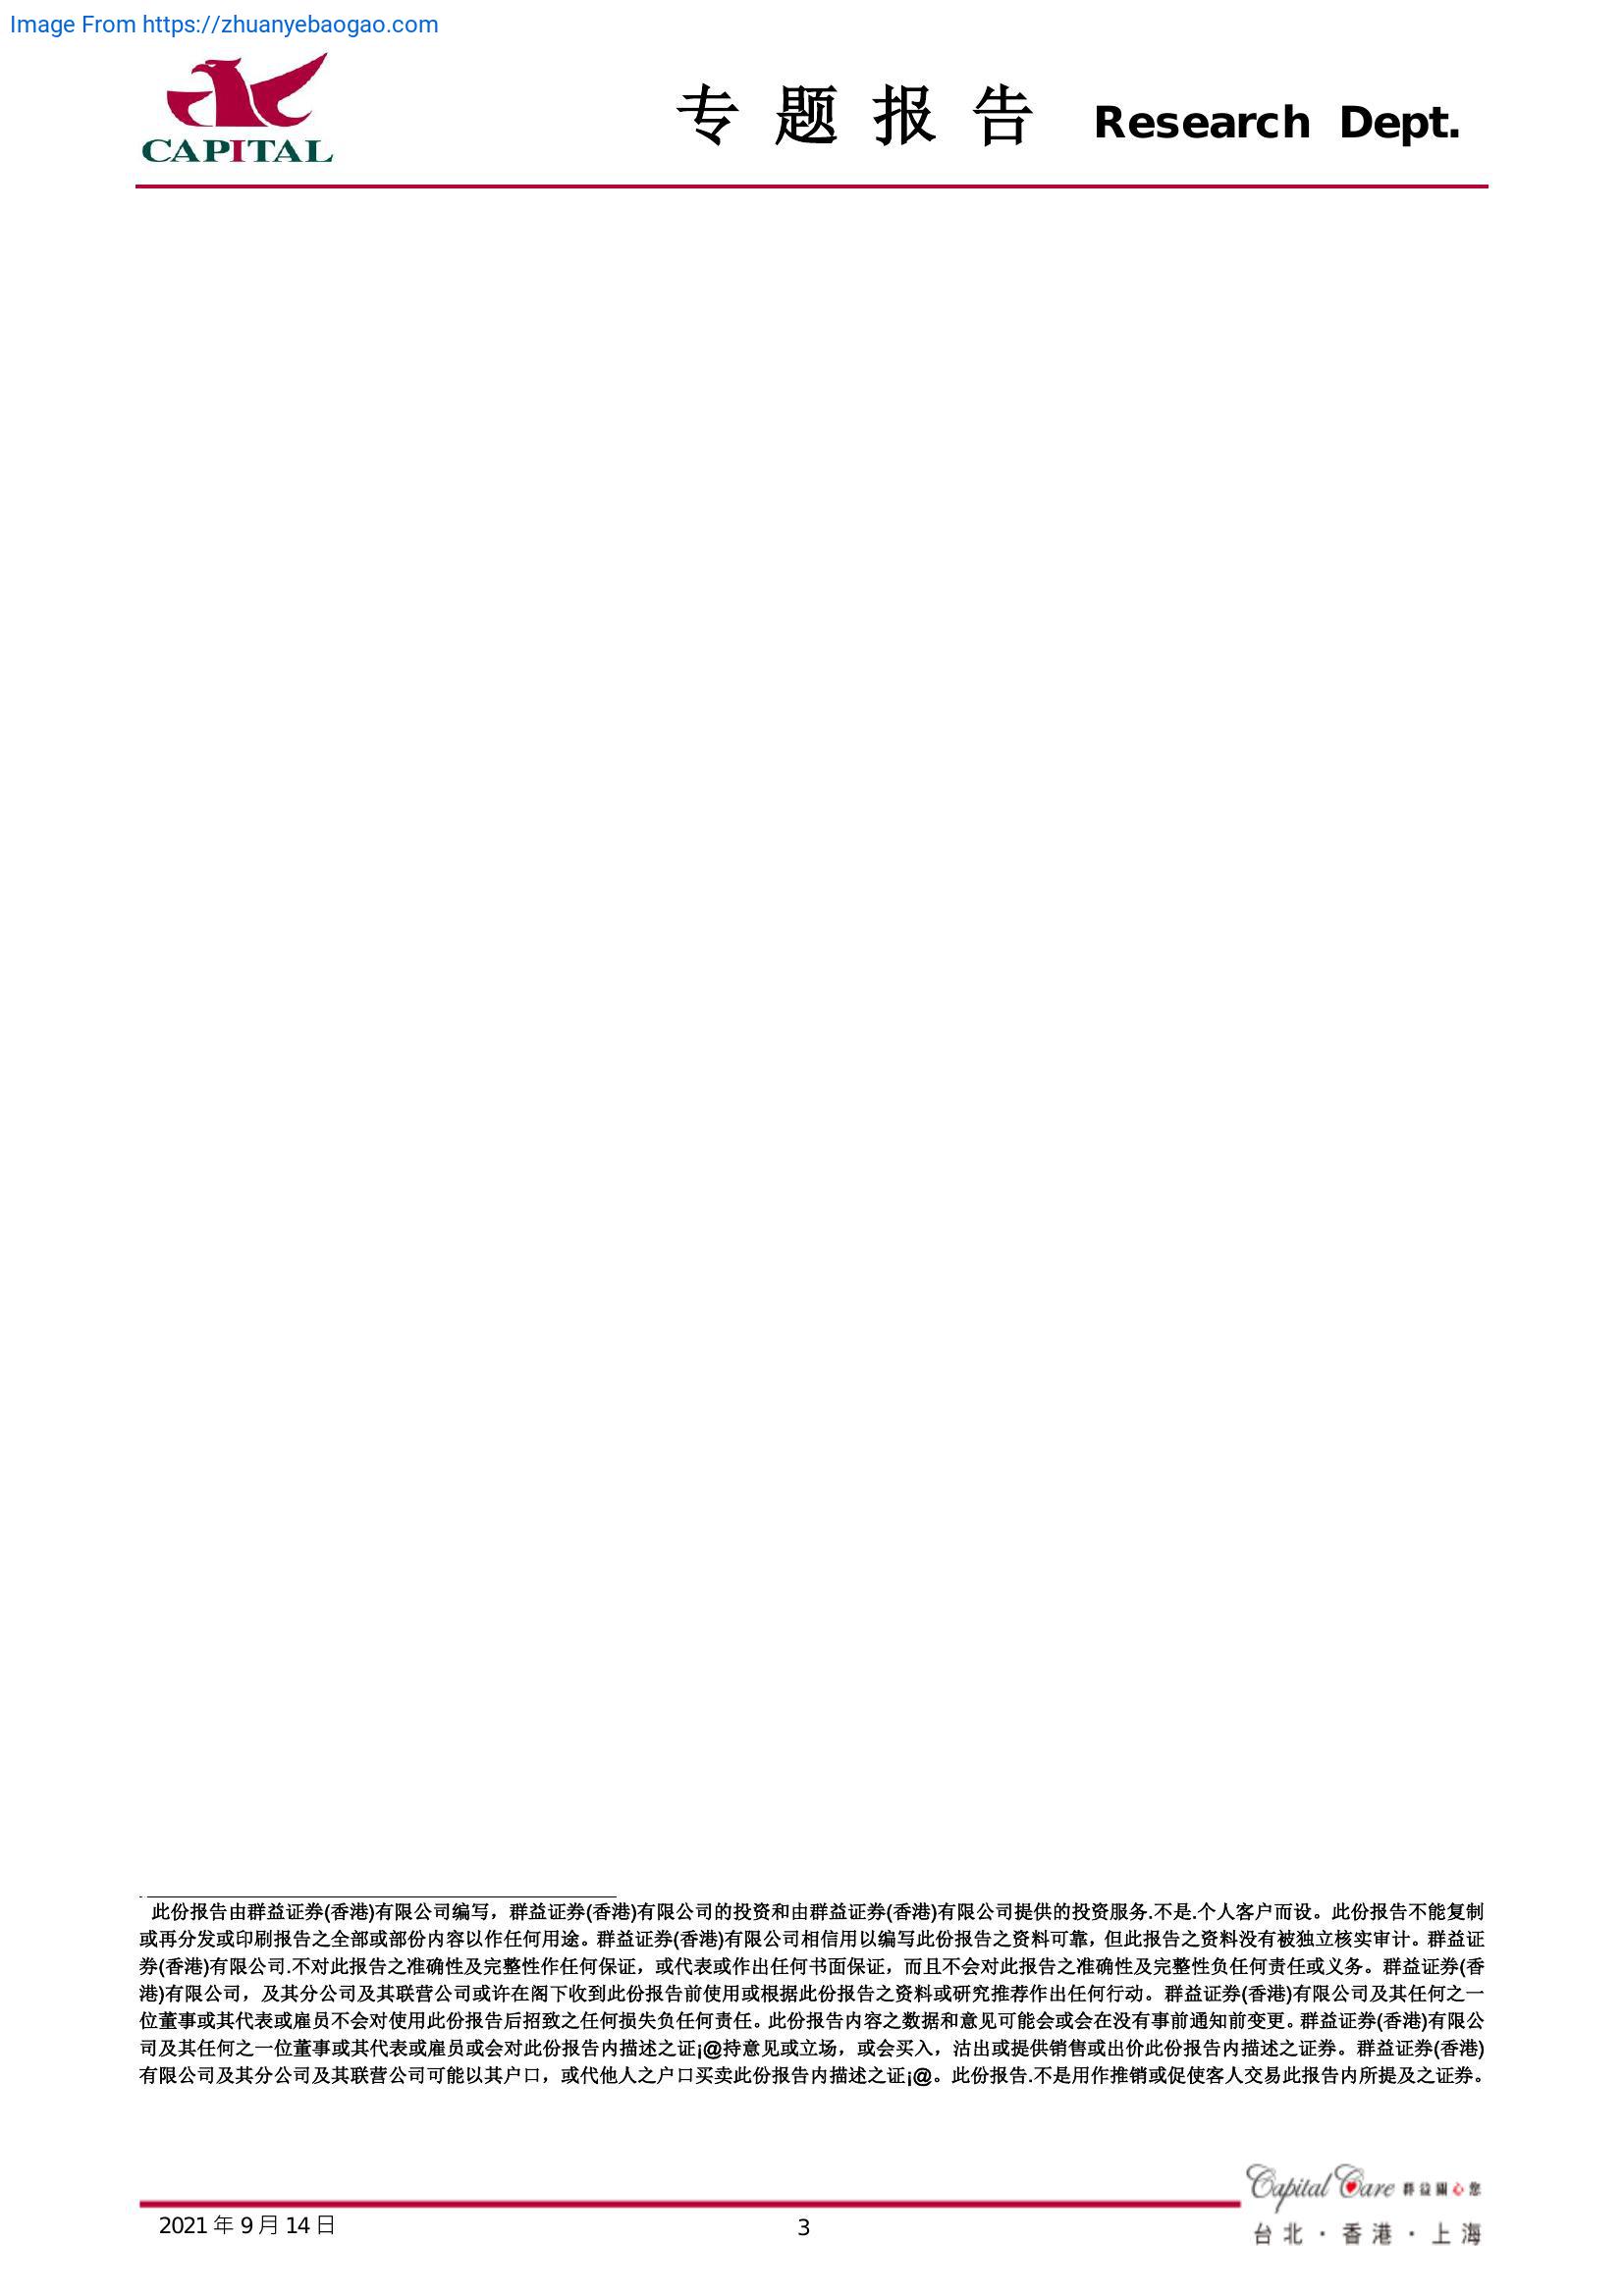 Image From https://zhuanyebaogao.com
CAPITAL
专 题 报 告 Research Dept.
此份报告由群益证券(香港)有限公司编写，群益证券(香港)有限公司的投资和由群益证券(香港)有限公司提供的投资服务.不是.个人客户而设。此份报告不能复制
或再分发或印刷报告之全部或部份内容以作任何用途。群益证券(香港)有限公司相信用以编写此份报告之资料可靠，但此报告之资料没有被独立核实审计。群益证
券(香港)有限公司.不对此报告之准确性及完整性作任何保证，或代表或作出任何书面保证，而且不会对此报告之准确性及完整性负任何责任或义务。群益证券(香
港)有限公司，及其分公司及其联营公司或许在阁下收到此份报告前使用或根据此份报告之资料或研究推荐作出任何行动。群益证券(香港)有限公司及其任何之一
位董事或其代表或雇员不会对使用此份报告后招致之任何损失负任何责任。此份报告内容之数据和意见可能会或会在没有事前通知前变更。群益证券(香港)有限公
司及其任何之一位董事或其代表或雇员或会对此份报告内描述之证¡@持意见或立场，或会买入，沽出或提供销售或出价此份报告内描述之证券。群益证券(香港)
有限公司及其分公司及其联营公司可能以其户口，或代他人之户口买卖此份报告内描述之证¡@。此份报告.不是用作推销或促使客人交易此报告内所提及之证券。
Capital Care 群益關心您
2021 年 9 月 14 日
3
台 北 · 香 港 · 上 海